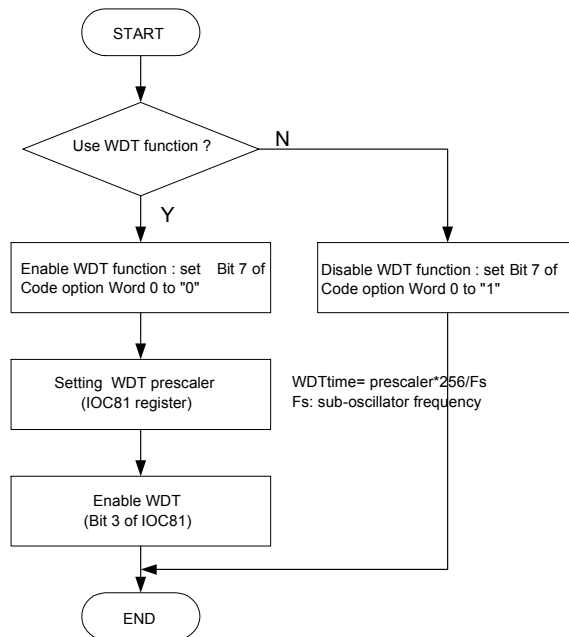 START
Use WDT function ?
N
Y
Enable WDT function : set Bit 7 of
Code option Word 0 to "0"
Disable WDT function : set Bit 7 of
Code option Word 0 to "1"
Setting WDT prescaler
(IOC81 register)
WDTtime= prescaler*256/Fs
Fs: sub-oscillator frequency
Enable WDT
(Bit 3 of IOC81)
END